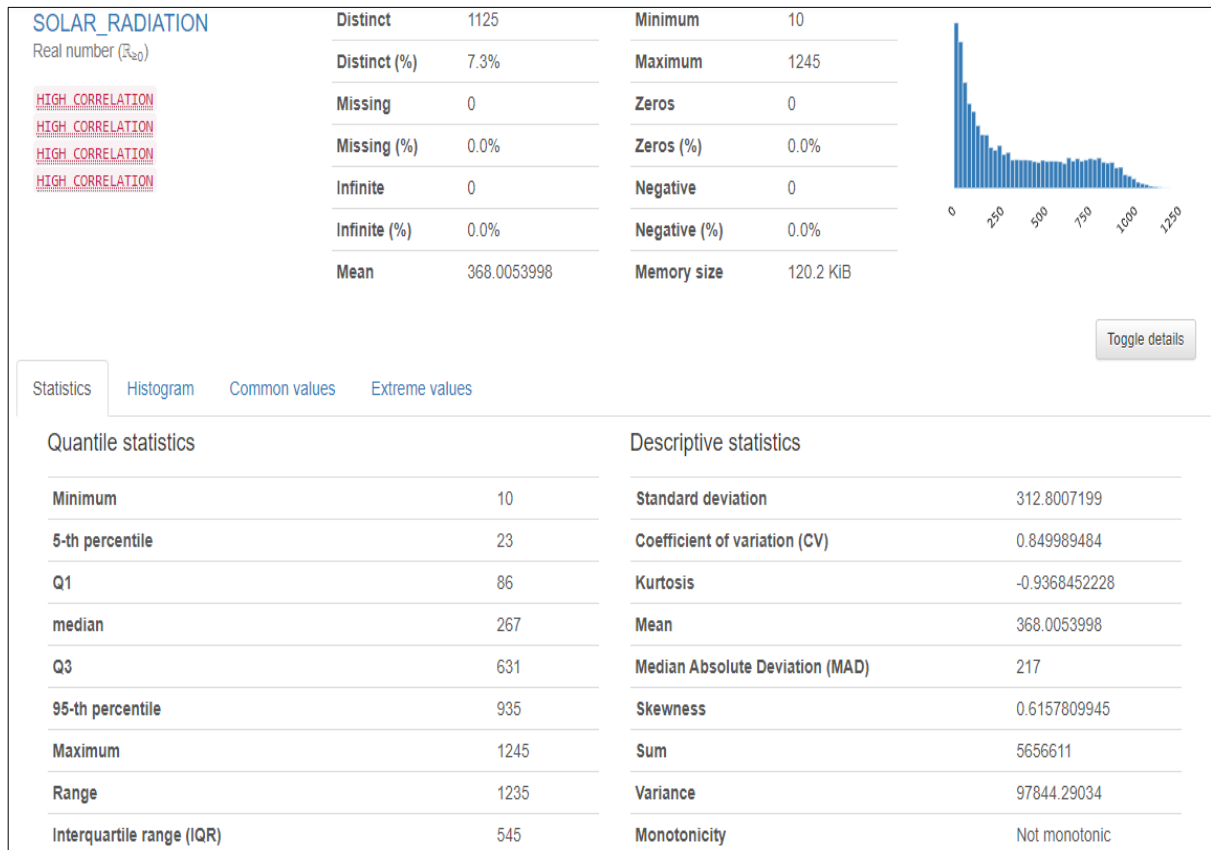 SOLAR_RADIATION
Real number (ℝ≥0)
HIGH CORRELATION
HIGH CORRELATION
HIGH CORRELATION
HIGH CORRELATION
Distinct 1125
Distinct (%) 7.3%
Missing 0
Missing (%) 0.0%
Infinite 0
Infinite (%) 0.0%
Mean 368.0053998
Minimum 10
Maximum 1245
Zeros 0
Zeros (%) 0.0%
Negative 0
Negative (%) 0.0%
Memory size 120.2 KiB
0 250 500 750 1000 1250
Toggle details
Statistics Histogram Common values Extreme values
Quantile statistics
Minimum 10
5-th percentile 23
Q1 86
median 267
Q3 631
95-th percentile 935
Maximum 1245
Range 1235
Interquartile range (IQR) 545
Descriptive statistics
Standard deviation 312.8007199
Coefficient of variation (CV) 0.849989484
Kurtosis -0.9368452228
Mean 368.0053998
Median Absolute Deviation (MAD) 217
Skewness 0.6157809945
Sum 5656611
Variance 97844.29034
Monotonicity Not monotonic